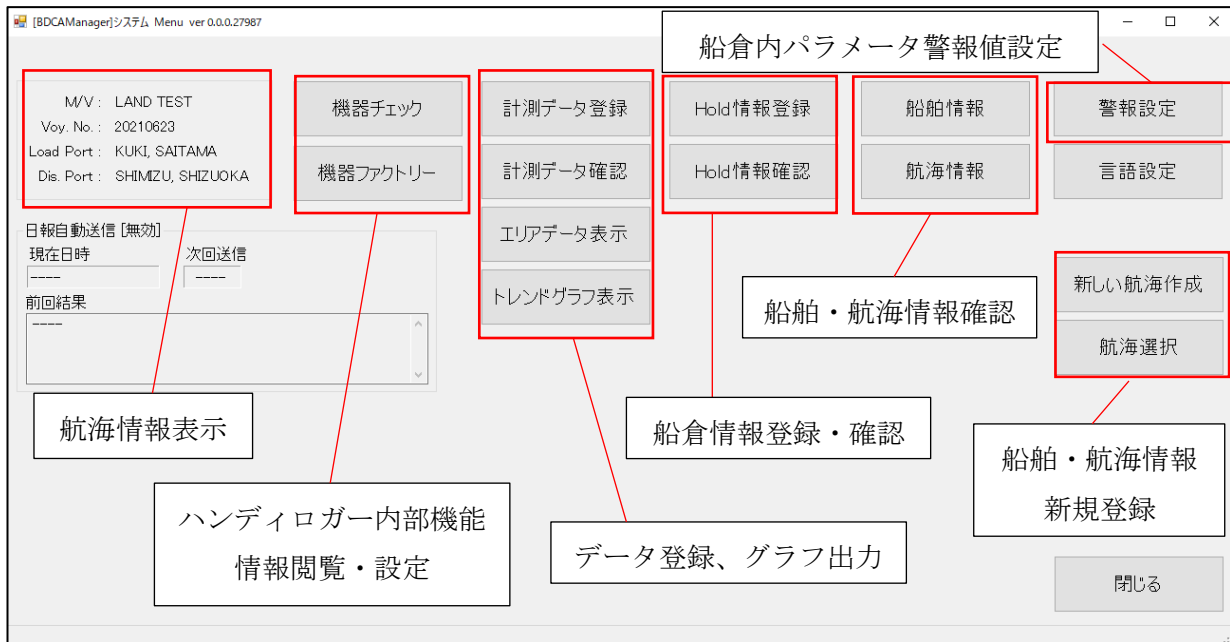 [BDCAManager]システム Menu ver 0.0.0.27987
船倉内パラメータ警報値設定
M/V : LAND TEST
Voy. No. : 20210623
Load Port : KUKI, SAITAMA
Dis. Port : SHIMIZU, SHIZUOKA
機器チェック
機器ファクトリー
計測データ登録
計測データ確認
エリアデータ表示
トレンドグラフ表示
Hold情報登録
Hold情報確認
船舶情報
航海情報
警報設定
言語設定
日報自動送信 [無効]
現在日時 次回送信
---- ----
前回結果
----
新しい航海作成
航海選択
船舶・航海情報確認
航海情報表示
船倉情報登録・確認
船舶・航海情報
新規登録
ハンディロガー内部機能
情報閲覧・設定
データ登録、グラフ出力
閉じる